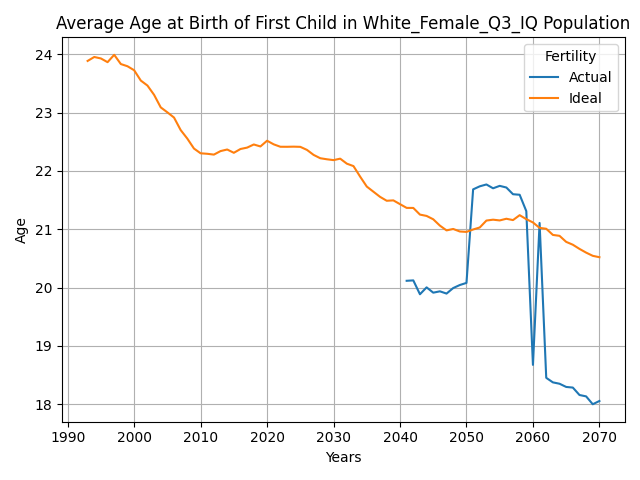 Average Age at Birth of First Child in White_Female_Q3_IQ Population
Fertility
Actual
Ideal
24
23
22
21
20
19
18
Age
1990
2000
2010
2020
2030
2040
2050
2060
2070
Years